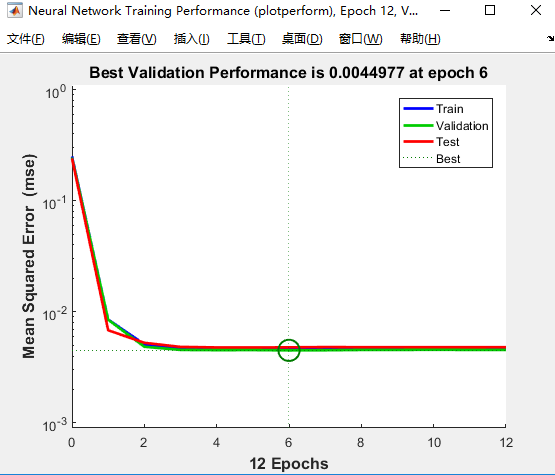 Neural Network Training Performance (plotperform), Epoch 12, V...
文件(F) 编辑(E) 查看(V) 插入(I) 工具(T) 桌面(D) 窗口(W) 帮助(H)
Best Validation Performance is 0.0044977 at epoch 6
Train
Validation
Test
Best
Mean Squared Error (mse)
10^0
10^-1
10^-2
10^-3
0 2 4 6 8 10 12
12 Epochs